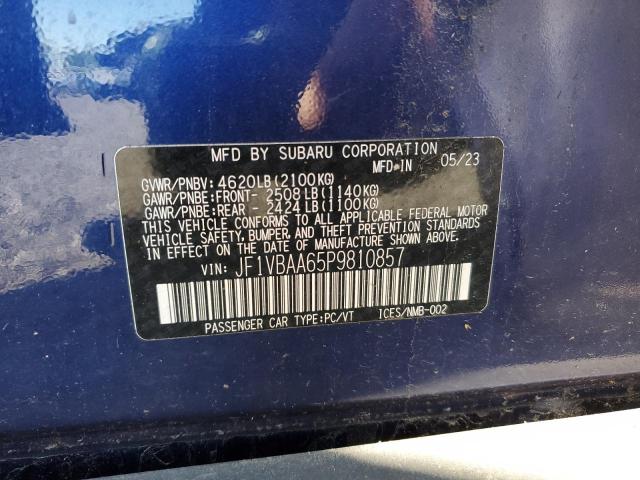 MFD BY SUBARU CORPORATION
MFD IN 05/23
GVWR/PNBV: 4620LB(2100KG)
GAWR/PNBE:FRONT- 2508LB(1140KG)
GAWR/PNBE:REAR - 2424LB(1100KG)
THIS VEHICLE CONFORMS TO ALL APPLICABLE FEDERAL MOTOR
VEHICLE SAFETY, BUMPER, AND THEFT PREVENTION STANDARDS
IN EFFECT ON THE DATE OF MANUFACTURE SHOWN ABOVE.
VIN: JF1VBAA65P9810857
PASSENGER CAR TYPE:PC/VT ICES/NMB-002